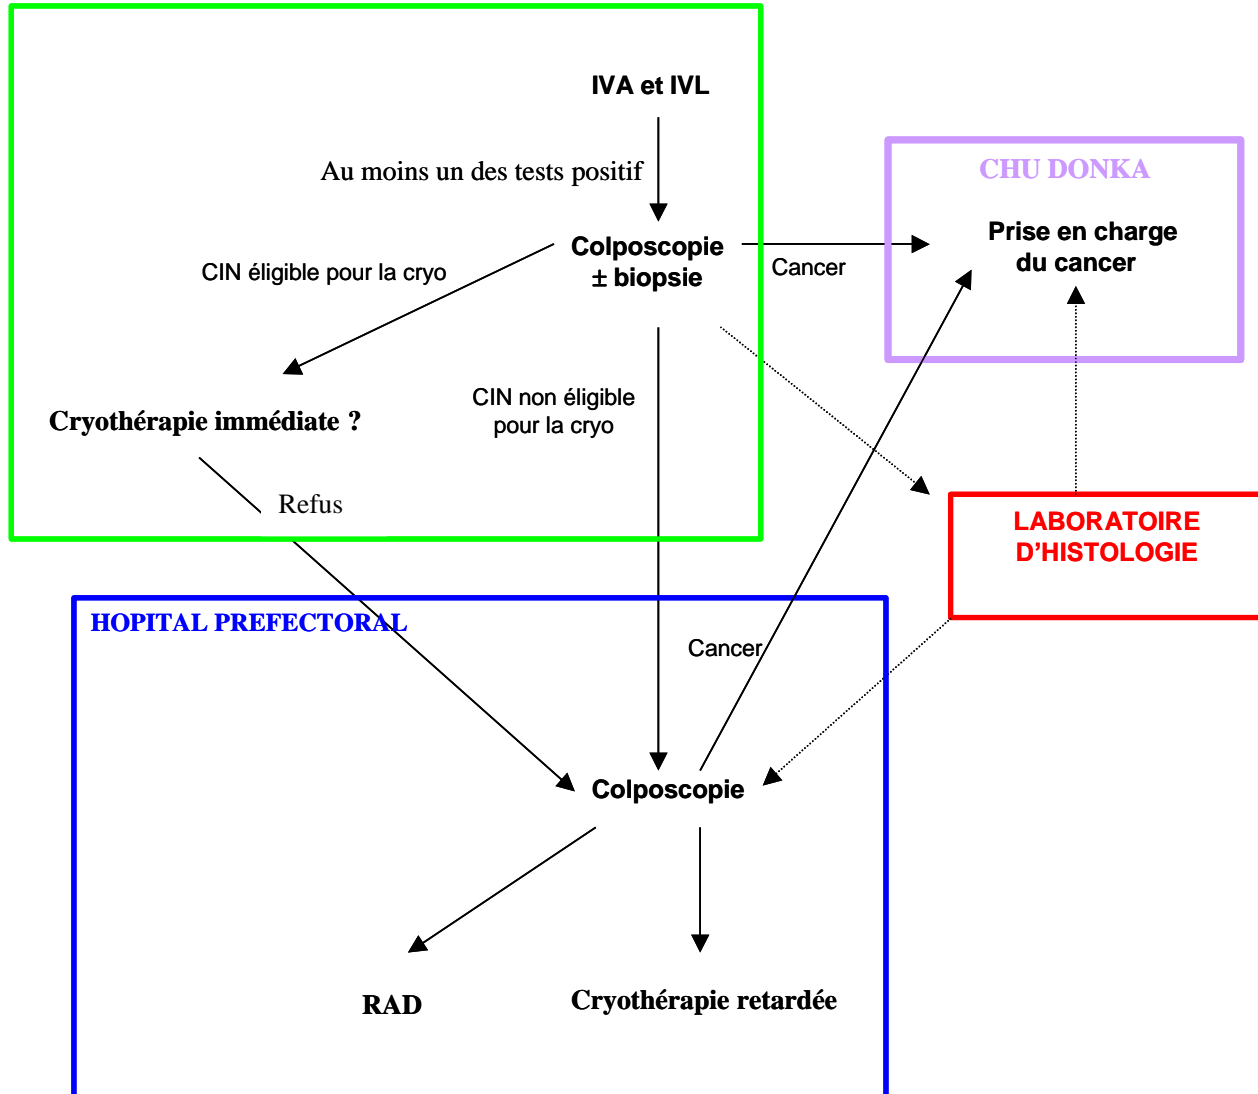 IVA et IVL
Au moins un des tests positif
CHU DONKA
Colposcopie
± biopsie
Prise en charge
du cancer
CIN éligible pour la cryo
Cancer
Cryothérapie immédiate ?
CIN non éligible
pour la cryo
Refus
LABORATOIRE
D’HISTOLOGIE
HOPITAL PREFECTORAL
Cancer
Colposcopie
RAD
Cryothérapie retardée